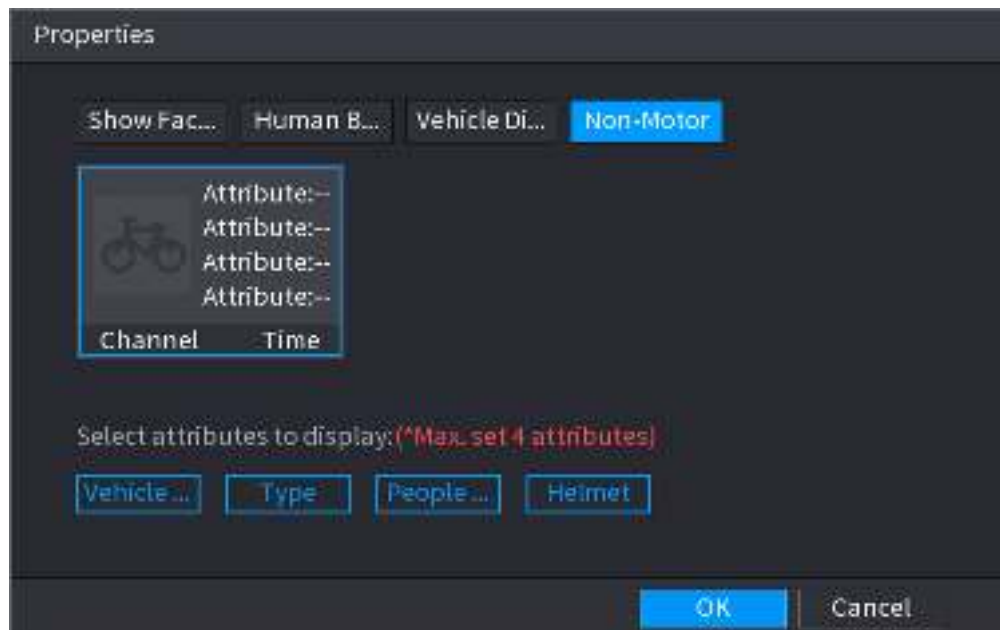 Properties
Show Fac... Human B... Vehicle Di... Non-Motor
Attribute:--
Attribute:--
Attribute:--
Attribute:--
Channel Time
Select attributes to display:(*Max. set 4 attributes)
Vehicle ... Type People ... Helmet
OK Cancel